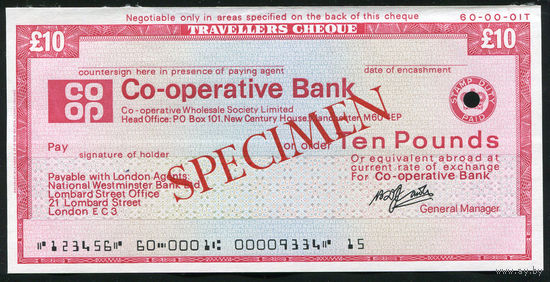 Negotiable only in areas specified on the back of this cheque
60-00-01T
TRAVELLERS CHEQUE
£10
£10
countersign here in presence of paying agent
date of encashment
CO OP
Co-operative Bank
Co-operative Wholesale Society Limited
Head Office: PO Box 101, New Century House, Manchester M60 4EP
STAMP DUTY PAID
SPECIMEN
Pay
or order
Ten Pounds
signature of holder
Or equivalent abroad at
current rate of exchange
For Co-operative Bank
Payable with London Agents:
National Westminster Bank Ltd
Lombard Street Office
21 Lombard Street
London EC3
General Manager
⑈123456⑈ 60⑉0001⑆ 00009334⑈ 15
ay.by